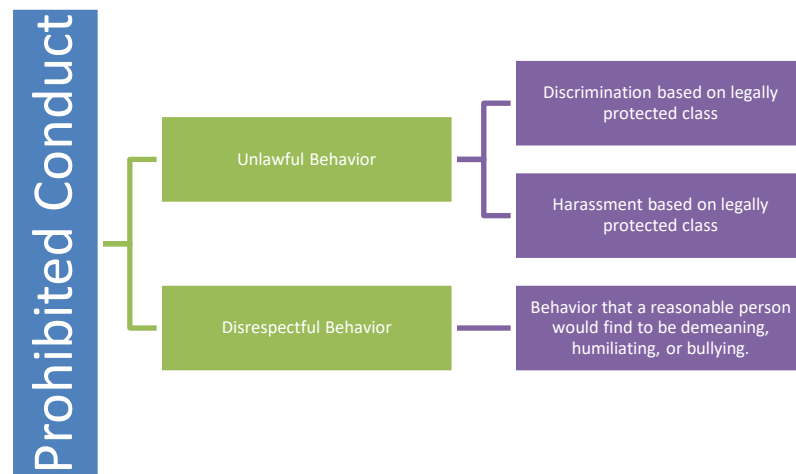 Prohibited Conduct
Unlawful Behavior
Discrimination based on legally
protected class
Harassment based on legally
protected class
Disrespectful Behavior
Behavior that a reasonable person
would find to be demeaning,
humiliating, or bullying.